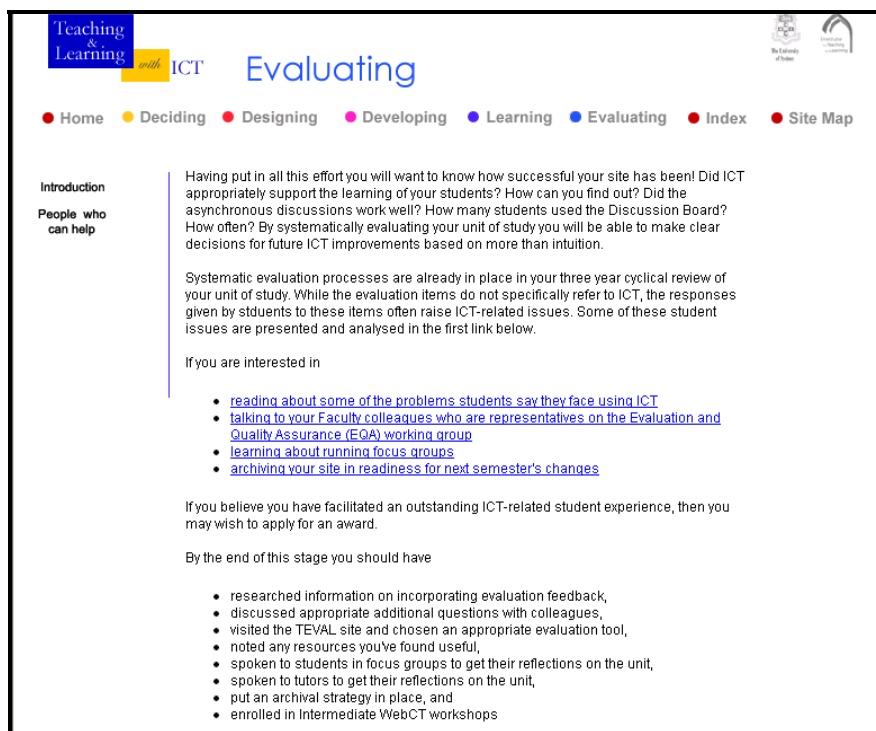 Teaching
&
Learning
with ICT
Evaluating
The University
of Sydney
Home Deciding Designing Developing Learning Evaluating Index Site Map
Introduction
People who
can help
Having put in all this effort you will want to know how successful your site has been! Did ICT
appropriately support the learning of your students? How can you find out? Did the
asynchronous discussions work well? How many students used the Discussion Board?
How often? By systematically evaluating your unit of study you will be able to make clear
decisions for future ICT improvements based on more than intuition.
Systematic evaluation processes are already in place in your three year cyclical review of
your unit of study. While the evaluation items do not specifically refer to ICT, the responses
given by stduents to these items often raise ICT-related issues. Some of these student
issues are presented and analysed in the first link below.
If you are interested in
reading about some of the problems students say they face using ICT
talking to your Faculty colleagues who are representatives on the Evaluation and
Quality Assurance (EQA) working group
learning about running focus groups
archiving your site in readiness for next semester's changes
If you believe you have facilitated an outstanding ICT-related student experience, then you
may wish to apply for an award.
By the end of this stage you should have
researched information on incorporating evaluation feedback,
discussed appropriate additional questions with colleagues,
visited the TEVAL site and chosen an appropriate evaluation tool,
noted any resources you've found useful,
spoken to students in focus groups to get their reflections on the unit,
spoken to tutors to get their reflections on the unit,
put an archival strategy in place, and
enrolled in Intermediate WebCT workshops